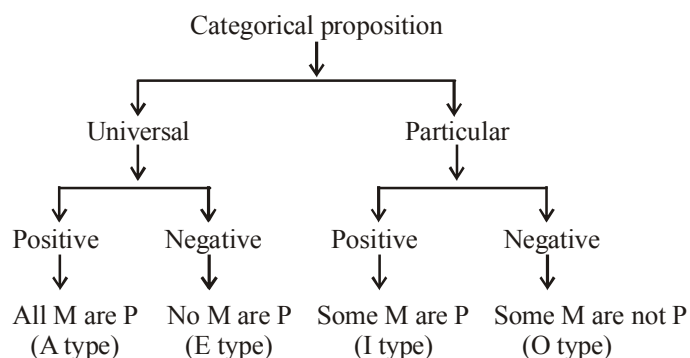 Categorical proposition
Universal Particular
Positive Negative Positive Negative
All M are P No M are P Some M are P Some M are not P
(A type) (E type) (I type) (O type)